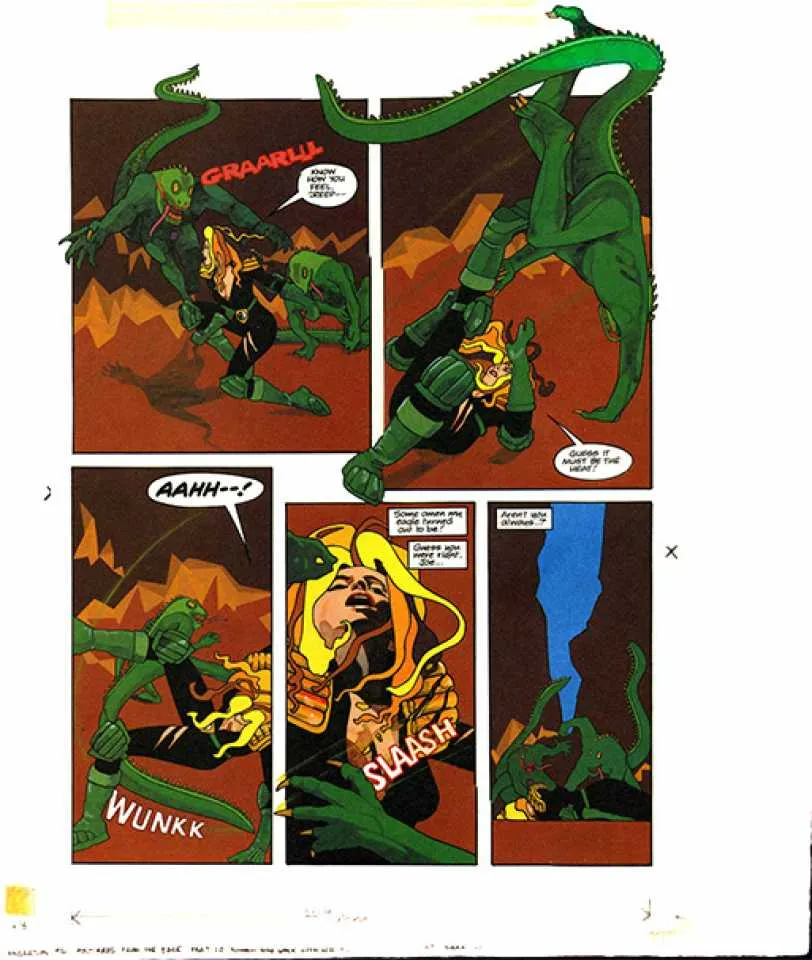 GRAARLLL
KNOW
HOW YOU
FEEL,
CREEP--
GUESS IT
MUST BE THE
HEAT!
AAHH--!
WUNKK
Some omen my
eagle turned
out to be!
Guess you
were right,
Joe...
SLAASH
Aren't you
always..?